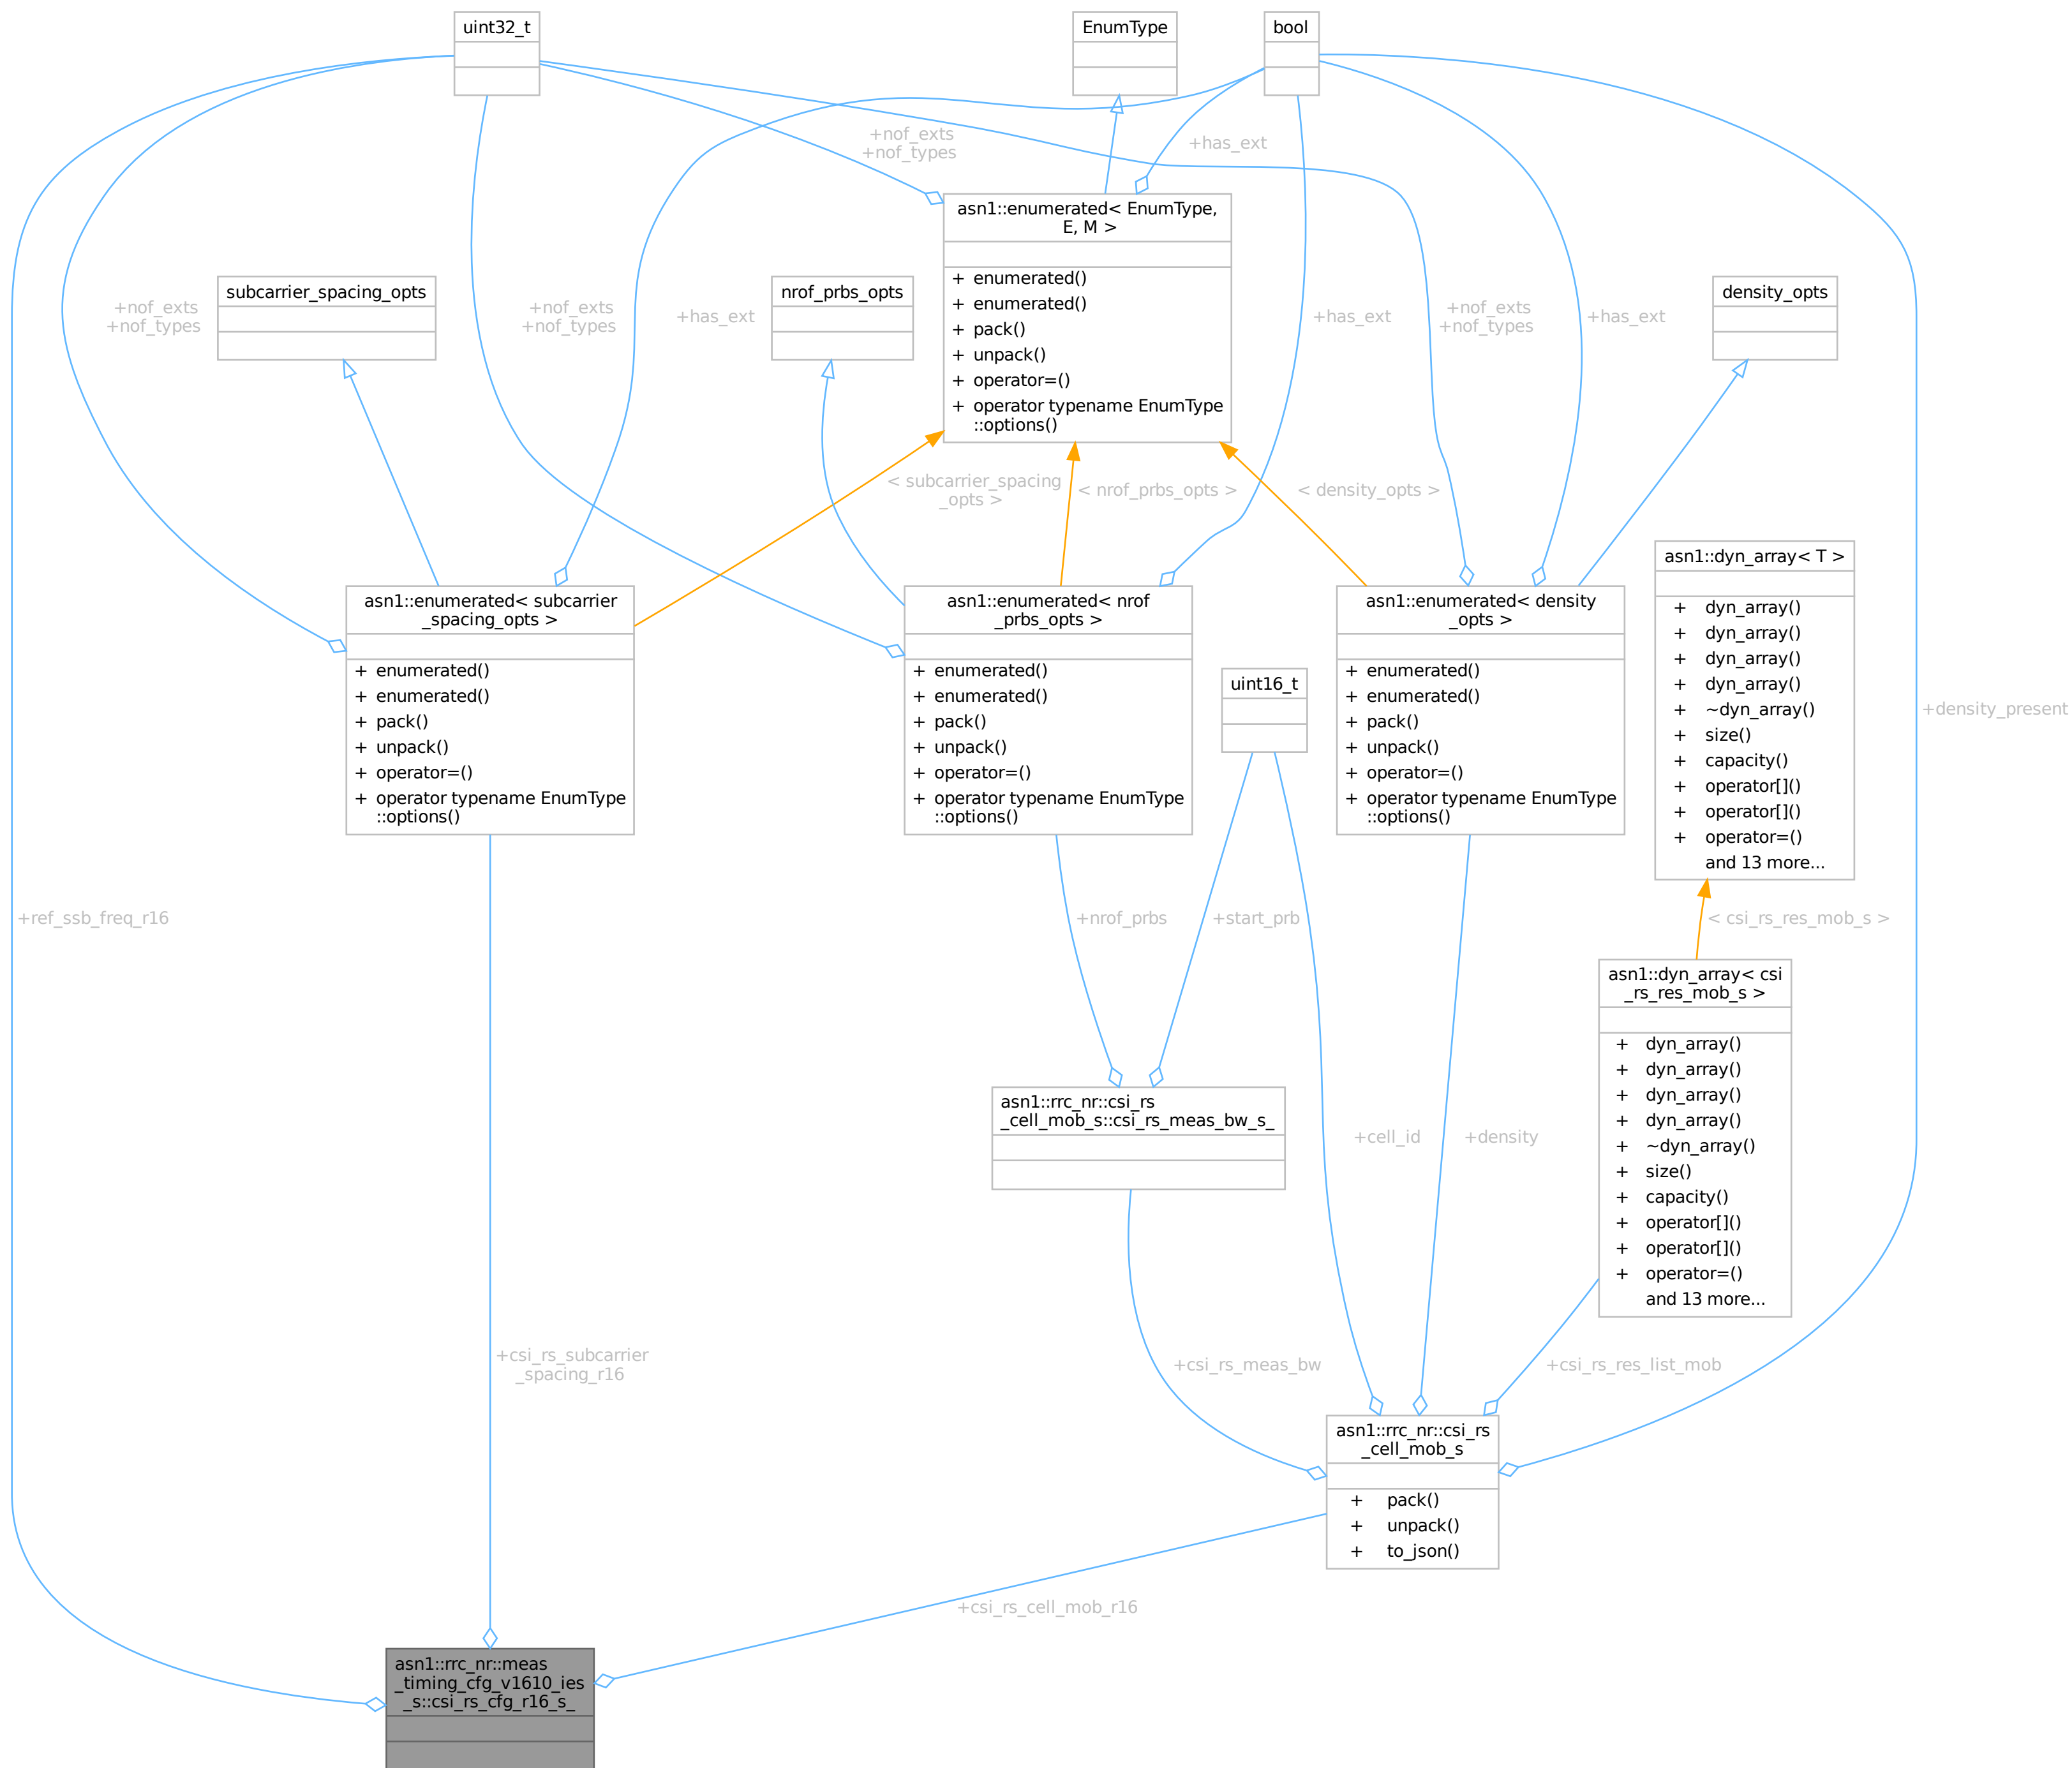 uint32_t
EnumType
bool
+nof_exts
+nof_types
+has_ext
asn1::enumerated< EnumType,
E, M >
+ enumerated()
+ enumerated()
+ pack()
+ unpack()
+ operator=()
+ operator typename EnumType
::options()
subcarrier_spacing_opts
nrof_prbs_opts
density_opts
+nof_exts
+nof_types
+nof_exts
+nof_types
+has_ext
+has_ext
+nof_exts
+nof_types
+has_ext
< subcarrier_spacing
_opts >
< nrof_prbs_opts >
< density_opts >
asn1::enumerated< subcarrier
_spacing_opts >
+ enumerated()
+ enumerated()
+ pack()
+ unpack()
+ operator=()
+ operator typename EnumType
::options()
asn1::enumerated< nrof
_prbs_opts >
+ enumerated()
+ enumerated()
+ pack()
+ unpack()
+ operator=()
+ operator typename EnumType
::options()
uint16_t
asn1::enumerated< density
_opts >
+ enumerated()
+ enumerated()
+ pack()
+ unpack()
+ operator=()
+ operator typename EnumType
::options()
asn1::dyn_array< T >
+ dyn_array()
+ dyn_array()
+ dyn_array()
+ dyn_array()
+ ~dyn_array()
+ size()
+ capacity()
+ operator[]()
+ operator[]()
+ operator=()
and 13 more...
+density_present
+ref_ssb_freq_r16
+nrof_prbs
+start_prb
< csi_rs_res_mob_s >
asn1::dyn_array< csi
_rs_res_mob_s >
+ dyn_array()
+ dyn_array()
+ dyn_array()
+ dyn_array()
+ ~dyn_array()
+ size()
+ capacity()
+ operator[]()
+ operator[]()
+ operator=()
and 13 more...
asn1::rrc_nr::csi_rs
_cell_mob_s::csi_rs_meas_bw_s_
+cell_id
+density
+csi_rs_subcarrier
_spacing_r16
+csi_rs_meas_bw
+csi_rs_res_list_mob
asn1::rrc_nr::csi_rs
_cell_mob_s
+ pack()
+ unpack()
+ to_json()
+csi_rs_cell_mob_r16
asn1::rrc_nr::meas
_timing_cfg_v1610_ies
_s::csi_rs_cfg_r16_s_